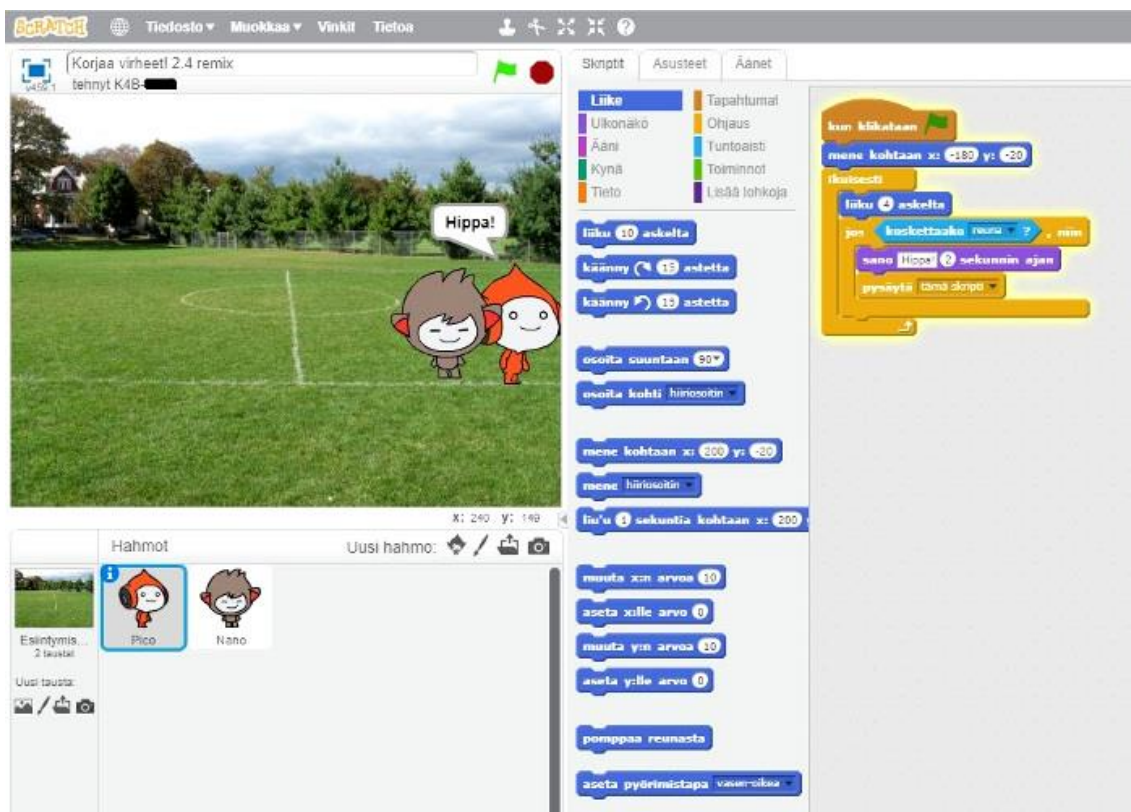 SCRATCH Tiedosto Muokkaa Vinkit Tietoa
Korjaa virheet! 2.4 remix
tehnyt K4B-
v456.1
Hippa!
X: 240 y: 149
Hahmot
Uusi hahmo:
Esiintymis...
2 taustat
Uusi tausta:
Pico
Nano
Skriptit Asusteet Äänet
Liike
Ulkonäkö
Ääni
Kynä
Tieto
Tapahtumat
Ohjaus
Tuntoaisti
Toiminnot
Lisää lohkoja
liiku 10 askelta
käänny 15 astetta
käänny 15 astetta
osoita suuntaan 90
osoita kohti hiiriosoitin
mene kohtaan x: 200 y: -20
mene hiiriosoitin
liu'u 1 sekuntia kohtaan x: 200
muuta x:n arvoa 10
aseta x:lle arvo 0
muuta y:n arvoa 10
aseta y:lle arvo 0
pomppaa reunasta
aseta pyörimistapa vasen-oikea
kun klikataan
mene kohtaan x: -180 y: -20
ikuisesti
liiku 4 askelta
jos koskettaako reuna ? , niin
sano Hippa! 2 sekunnin ajan
pysäytä tämä skripti